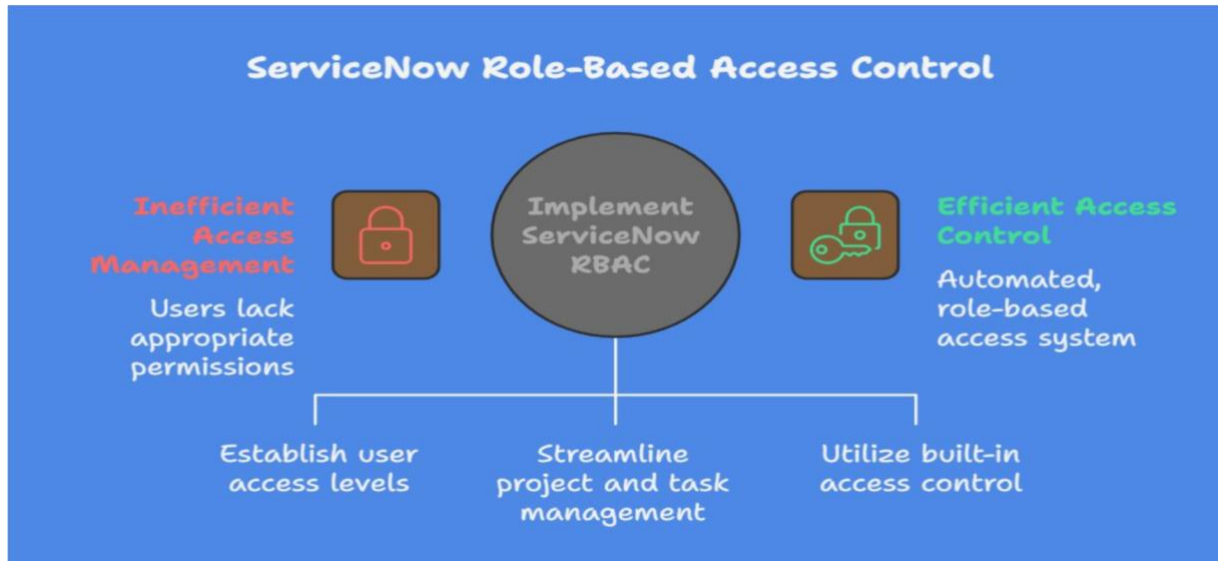 ServiceNow Role-Based Access Control
Inefficient
Access
Management
Users lack
appropriate
permissions
Implement
ServiceNow
RBAC
Efficient Access
Control
Automated,
role-based
access system
Establish user
access levels
Streamline
project and task
management
Utilize built-in
access control